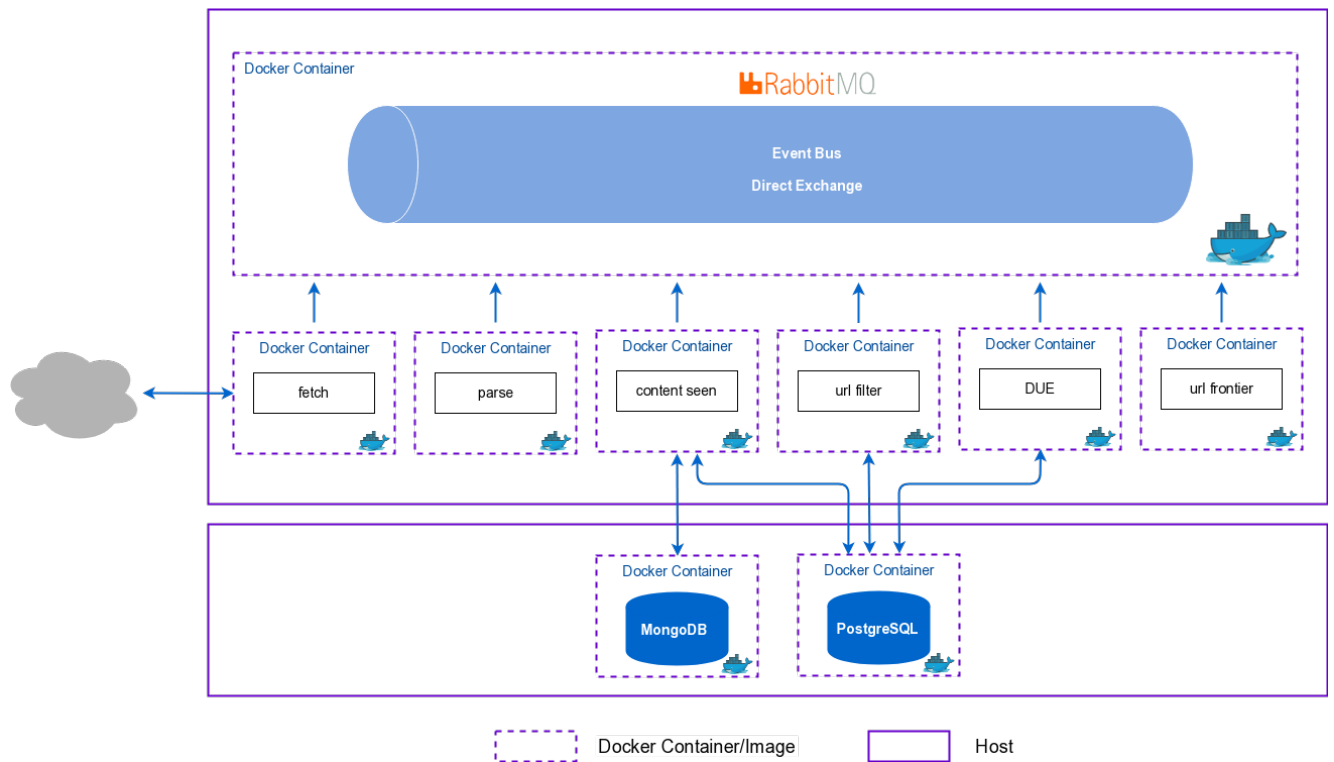 Docker Container
RabbitMQ
Event Bus
Direct Exchange
Docker Container
Docker Container
Docker Container
Docker Container
Docker Container
Docker Container
fetch
parse
content seen
url filter
DUE
url frontier
Docker Container
Docker Container
MongoDB
PostgreSQL
Docker Container/Image
Host